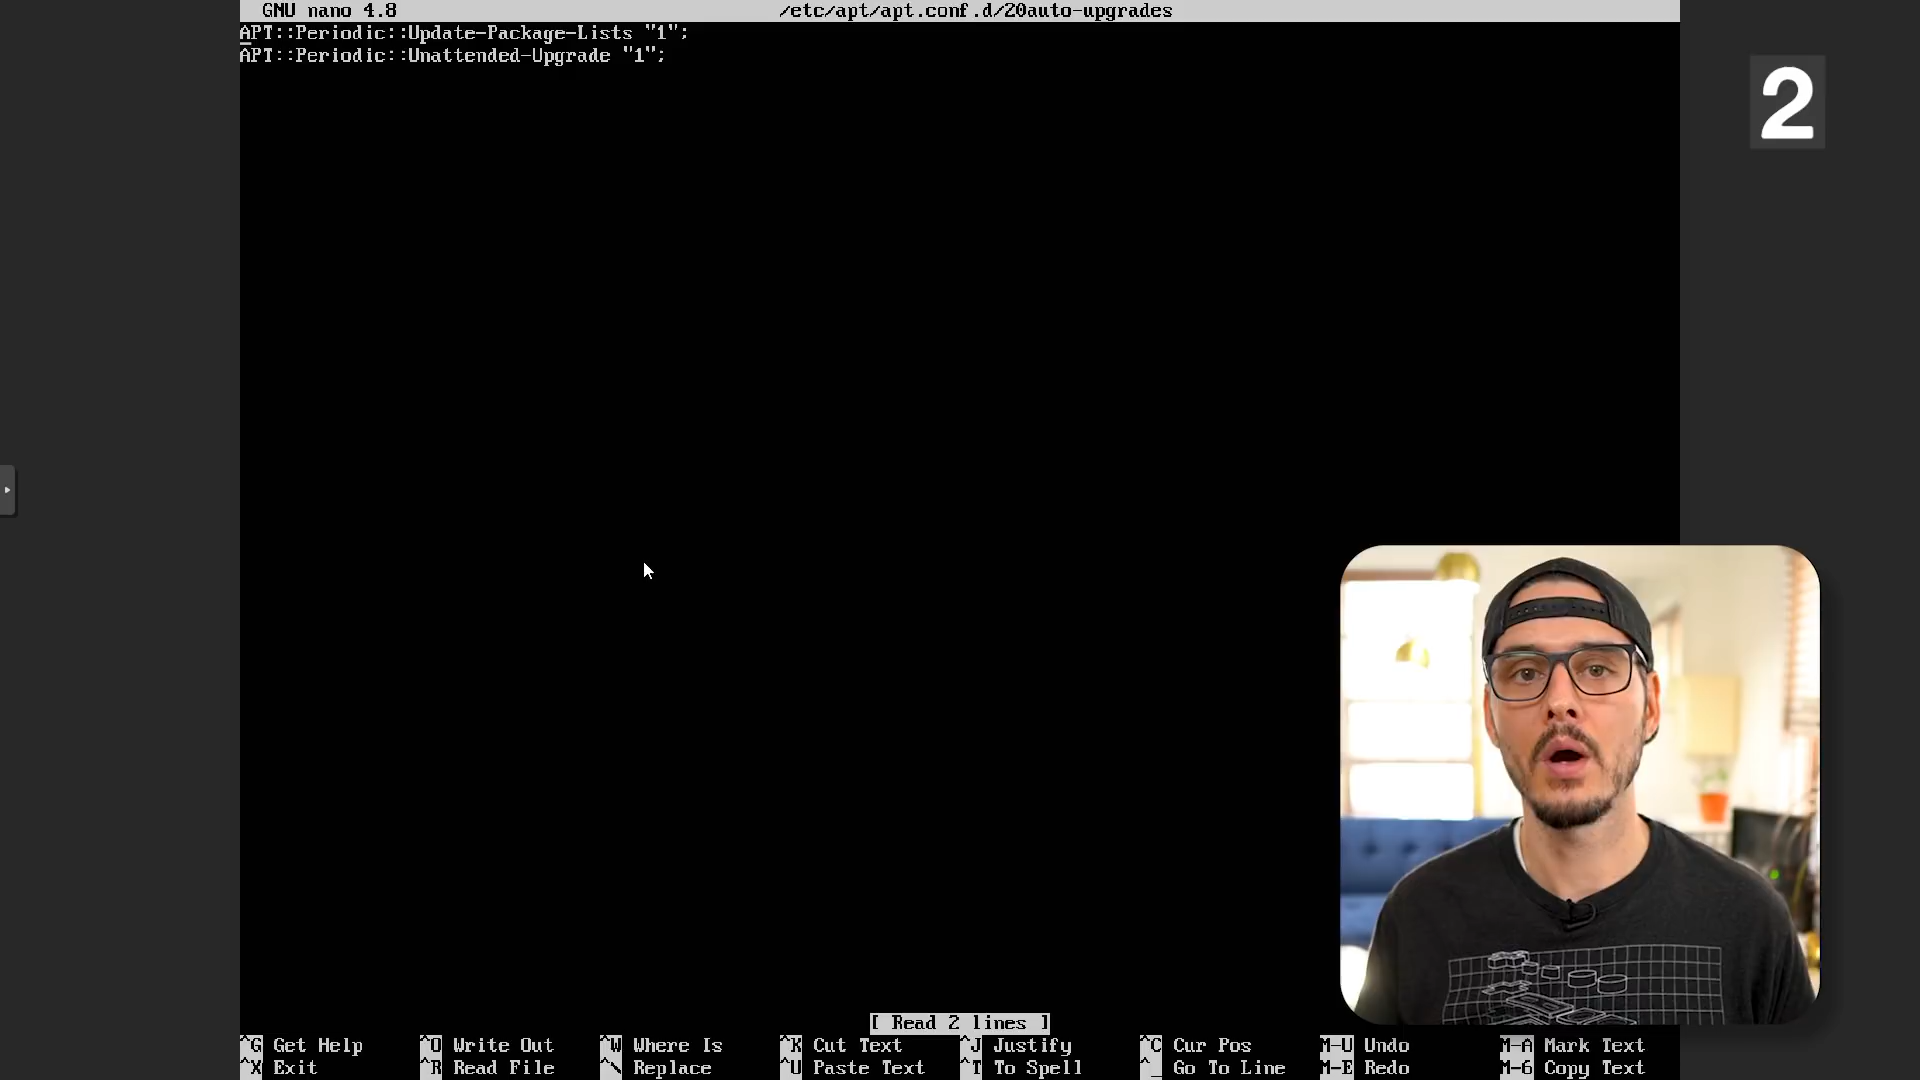 GNU nano 4.8 /etc/apt/apt.conf.d/20auto-upgrades
APT::Periodic::Update-Package-Lists "1";
APT::Periodic::Unattended-Upgrade "1";
2
[ Read 2 lines ]
^G Get Help ^O Write Out ^W Where Is ^K Cut Text ^J Justify ^C Cur Pos M-U Undo M-A Mark Text
^X Exit ^R Read File ^\ Replace ^U Paste Text ^T To Spell ^_ Go To Line M-E Redo M-6 Copy Text